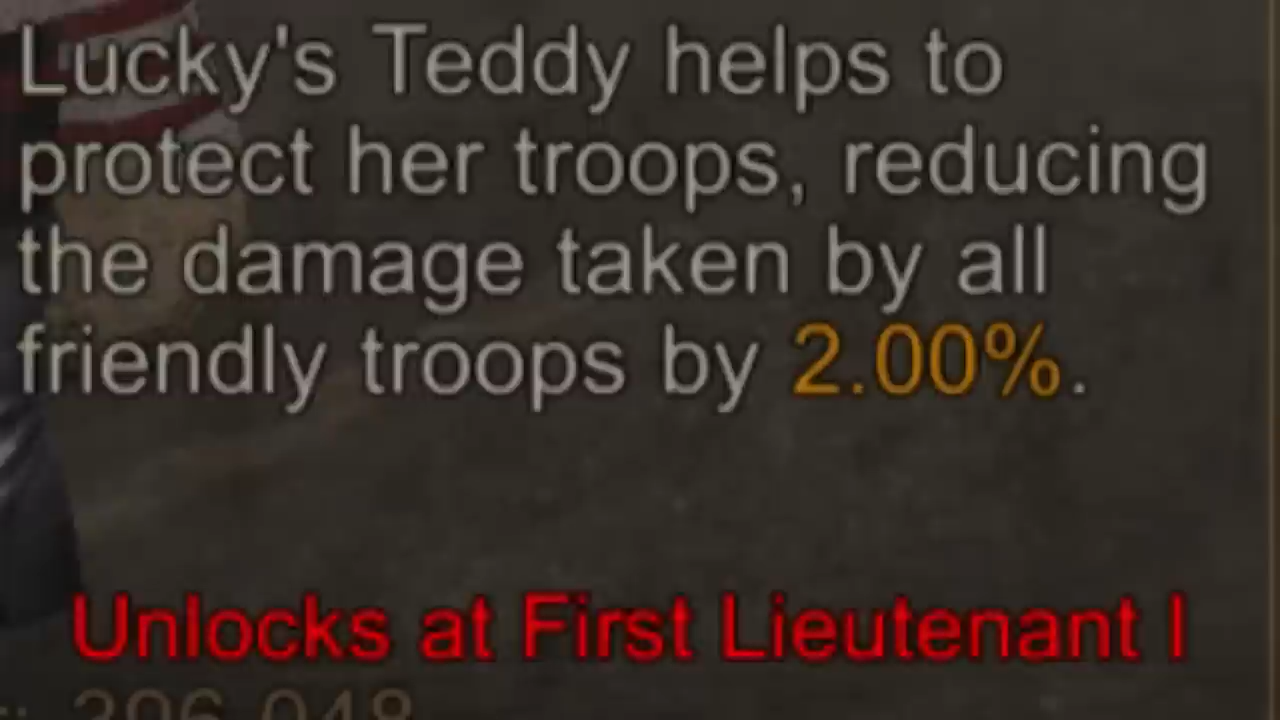 Lucky's Teddy helps to
protect her troops, reducing
the damage taken by all
friendly troops by 2.00%.
Unlocks at First Lieutenant I